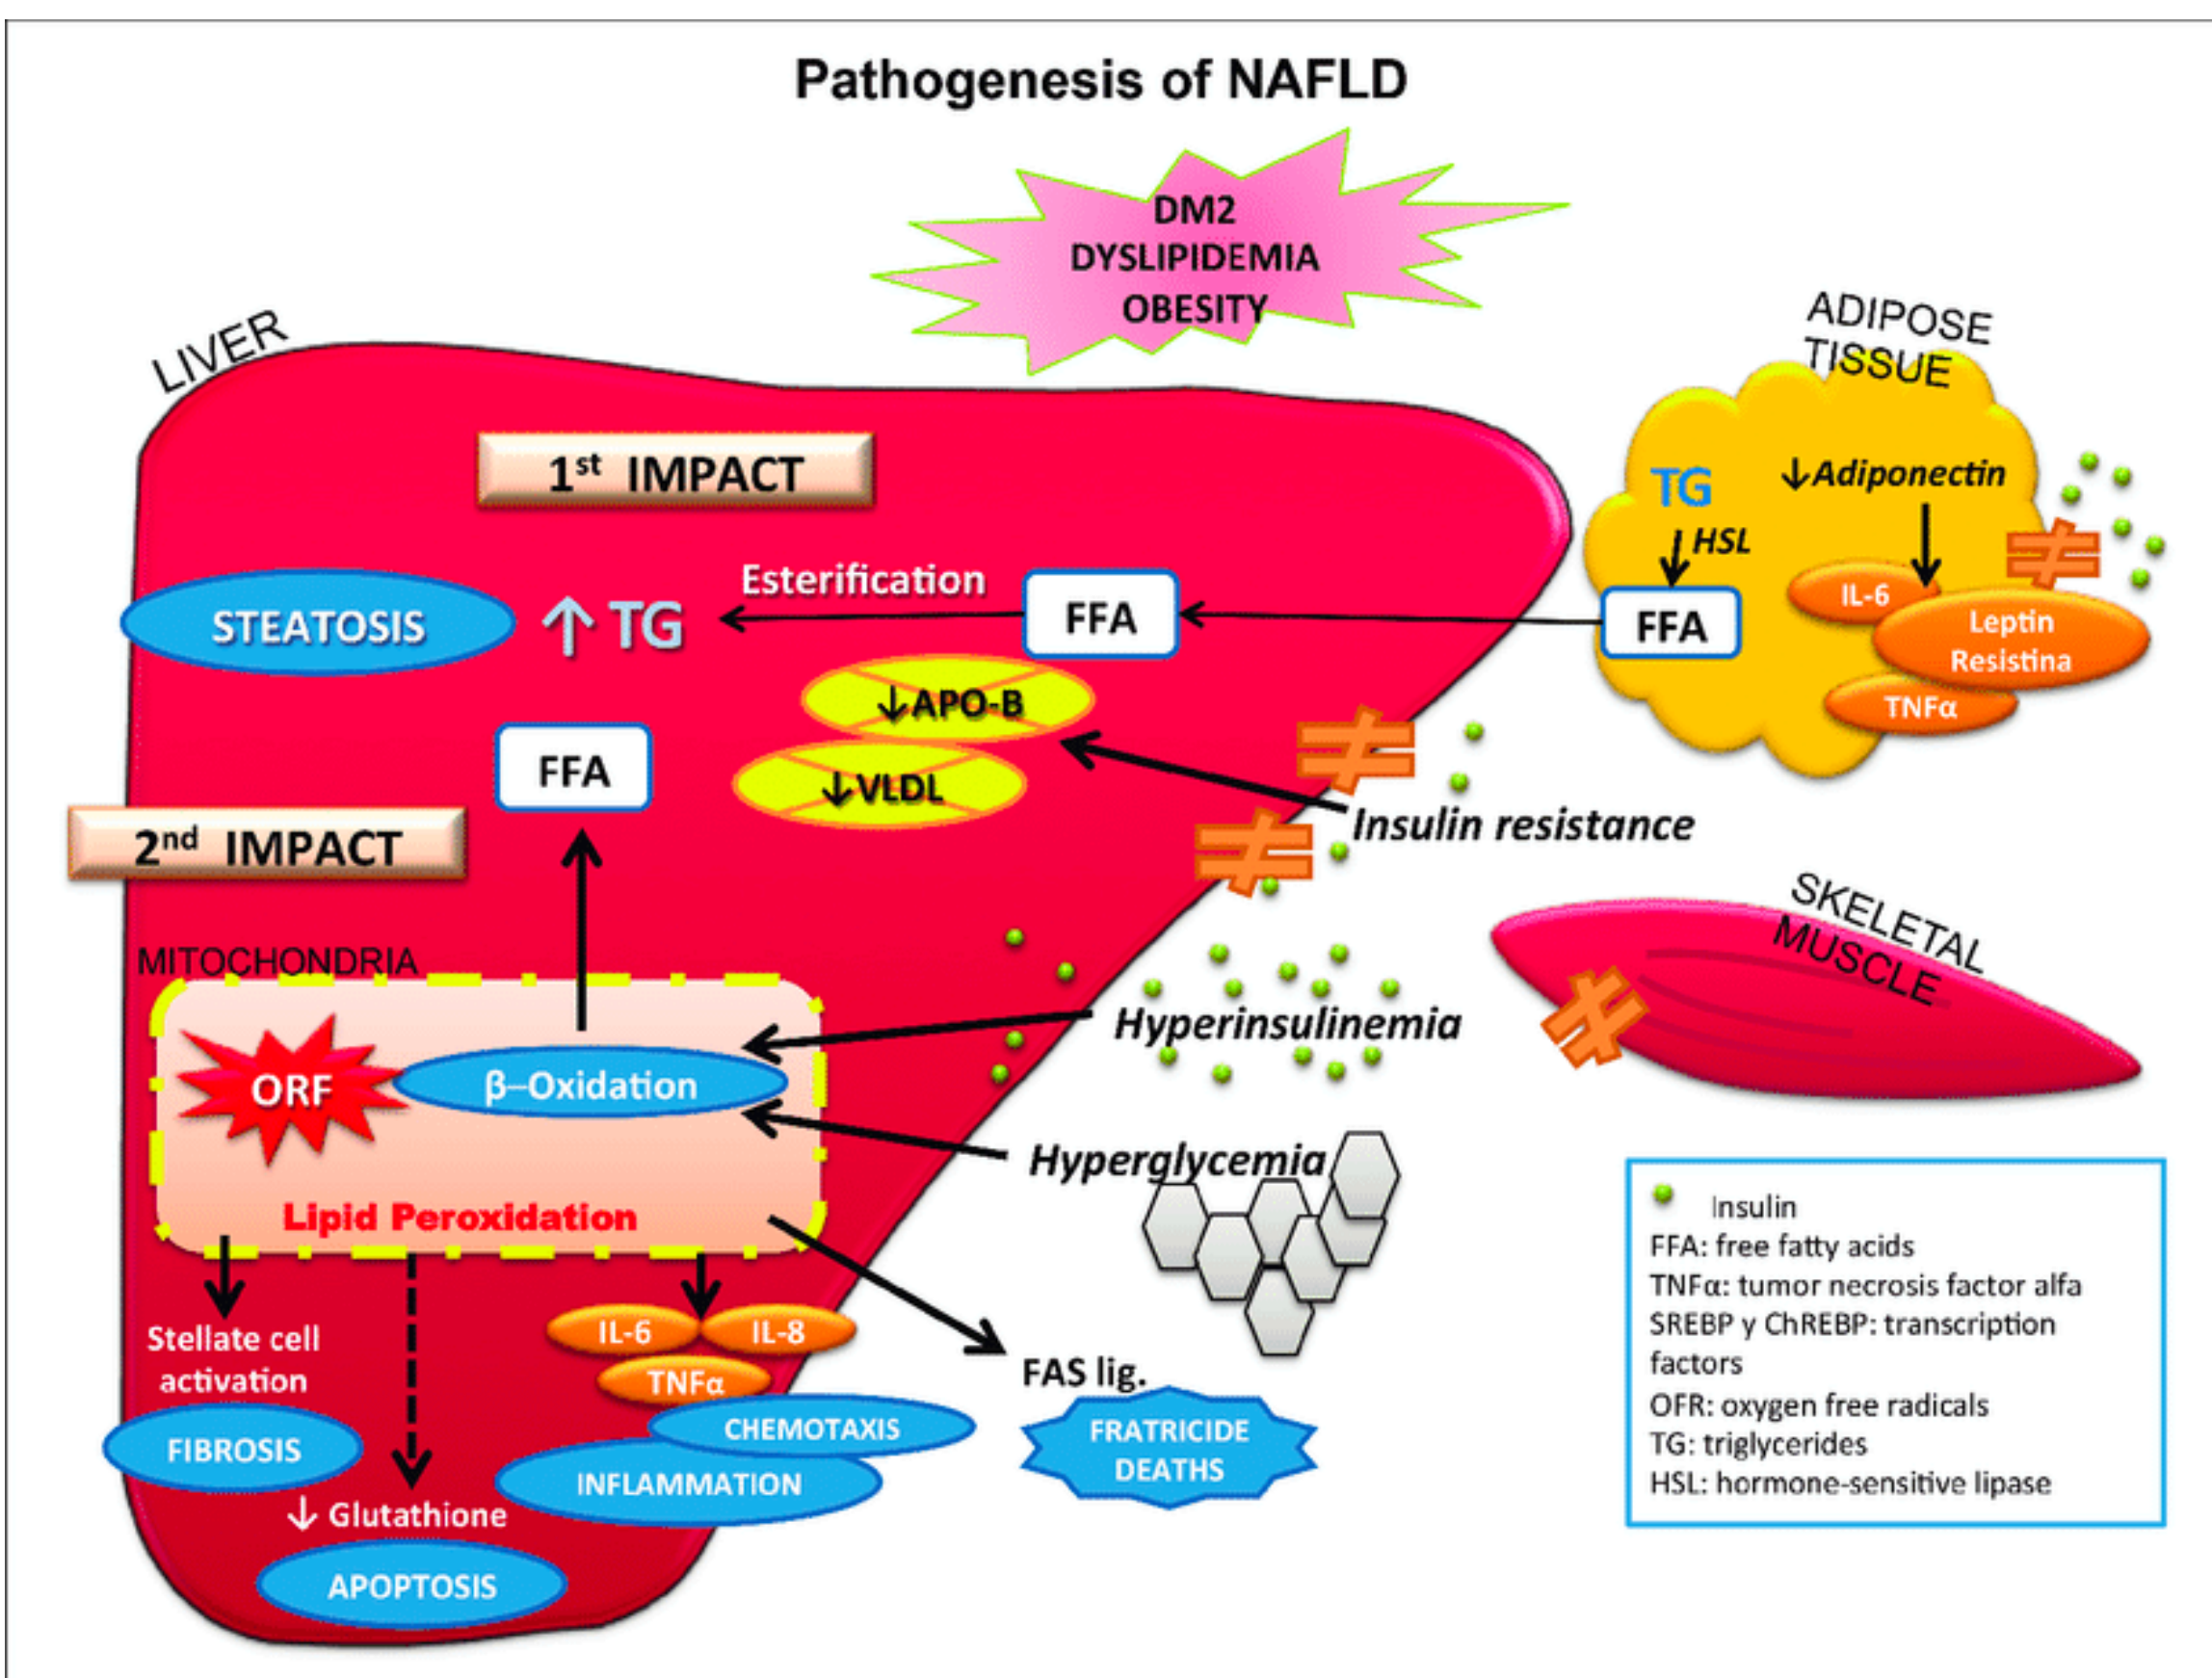 Pathogenesis of NAFLD
DM2
DYSLIPIDEMIA
OBESITY
LIVER
ADIPOSE
TISSUE
1st IMPACT
TG
↓Adiponectin
HSL
Esterification
STEATOSIS
↑ TG
FFA
FFA
IL-6
Leptin
Resistina
TNFα
↓APO-B
↓VLDL
FFA
Insulin resistance
2nd IMPACT
SKELETAL
MUSCLE
MITOCHONDRIA
Hyperinsulinemia
ORF
β–Oxidation
Hyperglycemia
Lipid Peroxidation
Stellate cell
activation
FIBROSIS
↓ Glutathione
APOPTOSIS
IL-6
IL-8
TNFα
CHEMOTAXIS
INFLAMMATION
FAS lig.
FRATRICIDE
DEATHS
Insulin
FFA: free fatty acids
TNFα: tumor necrosis factor alfa
SREBP y ChREBP: transcription
factors
OFR: oxygen free radicals
TG: triglycerides
HSL: hormone-sensitive lipase